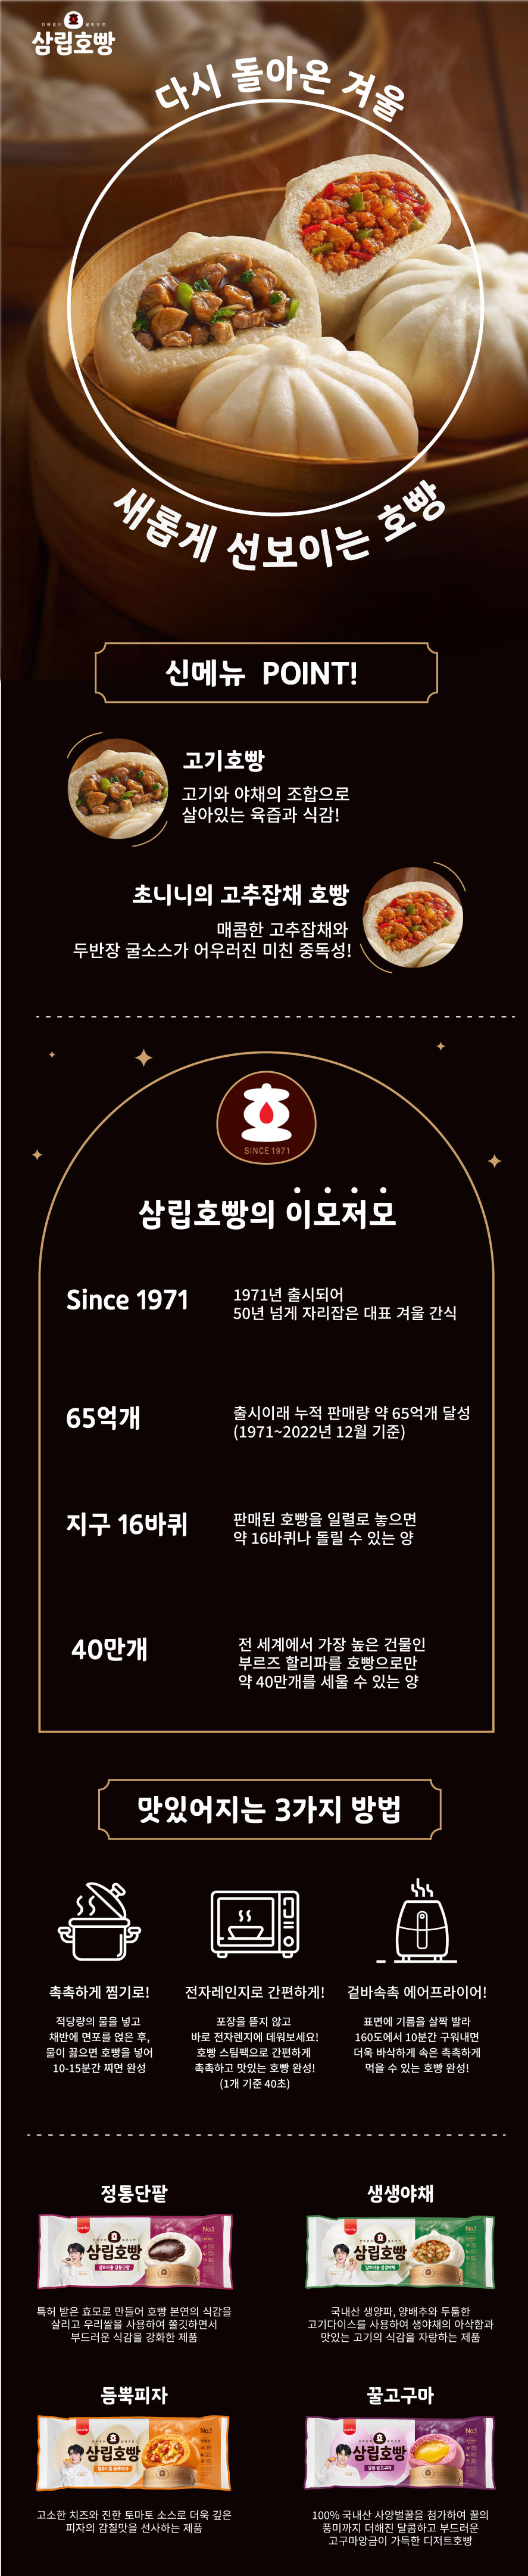 삼립호빵
다시 돌아온 겨울
새롭게 선보이는 호빵
신메뉴 POINT!
고기호빵
고기와 야채의 조합으로
살아있는 육즙과 식감!
초니니의 고추잡채 호빵
매콤한 고추잡채와
두반장 굴소스가 어우러진 미친 중독성!
SINCE 1971
삼립호빵의 이모저모
Since 1971
1971년 출시되어
50년 넘게 자리잡은 대표 겨울 간식
65억개
출시이래 누적 판매량 약 65억개 달성
(1971~2022년 12월 기준)
지구 16바퀴
판매된 호빵을 일렬로 놓으면
약 16바퀴나 돌릴 수 있는 양
40만개
전 세계에서 가장 높은 건물인
부르즈 할리파를 호빵으로만
약 40만개를 세울 수 있는 양
맛있어지는 3가지 방법
촉촉하게 찜기로!
적당량의 물을 넣고
채반에 면포를 얹은 후,
물이 끓으면 호빵을 넣어
10-15분간 찌면 완성
전자레인지로 간편하게!
포장을 뜯지 않고
바로 전자렌지에 데워보세요!
호빵 스팀팩으로 간편하게
촉촉하고 맛있는 호빵 완성!
(1개 기준 40초)
겉바속촉 에어프라이어!
표면에 기름을 살짝 발라
160도에서 10분간 구워내면
더욱 바삭하게 속은 촉촉하게
먹을 수 있는 호빵 완성!
정통단팥
삼립호빵
No.1
특허 받은 효모로 만들어 호빵 본연의 식감을
살리고 우리쌀을 사용하여 쫄깃하면서
부드러운 식감을 강화한 제품
생생야채
삼립호빵
No.1
국내산 생양파, 양배추와 두툼한
고기다이스를 사용하여 생야채의 아삭함과
맛있는 고기의 식감을 자랑하는 제품
듬뿍피자
삼립호빵
No.1
고소한 치즈와 진한 토마토 소스로 더욱 깊은
피자의 감칠맛을 선사하는 제품
꿀고구마
삼립호빵
No.1
100% 국내산 사양벌꿀을 첨가하여 꿀의
풍미까지 더해진 달콤하고 부드러운
고구마앙금이 가득한 디저트호빵